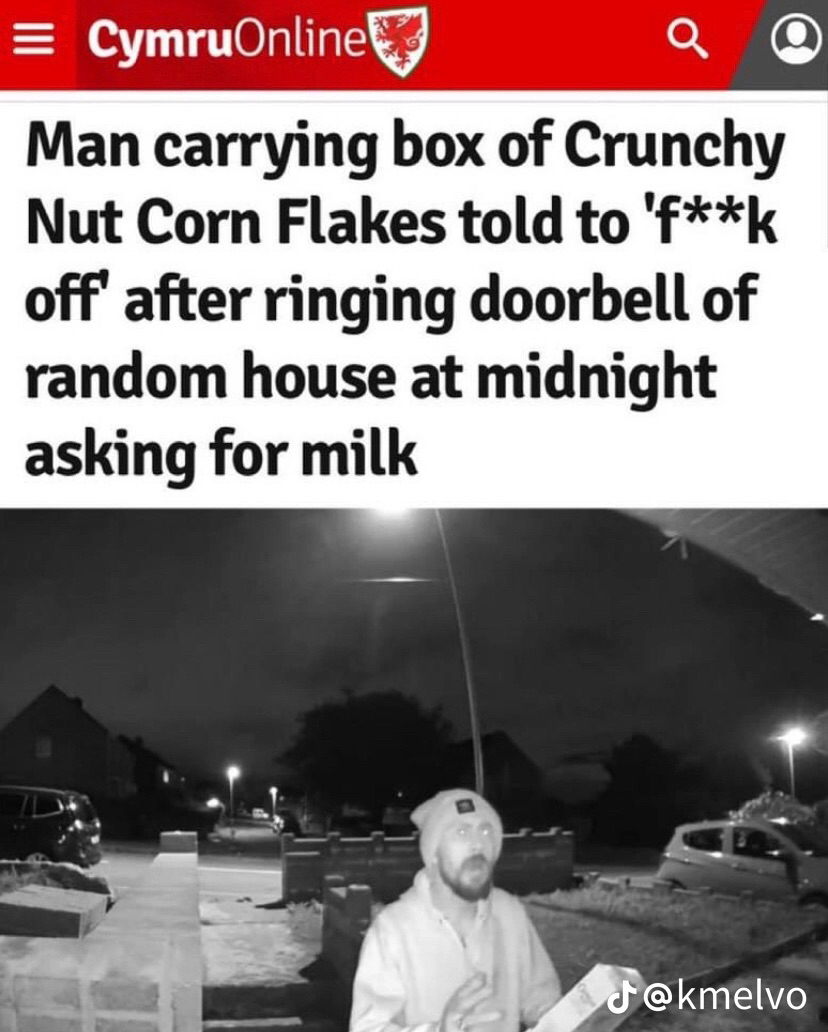 CymruOnline
Man carrying box of Crunchy
Nut Corn Flakes told to 'f**k
off' after ringing doorbell of
random house at midnight
asking for milk
@kmelvo